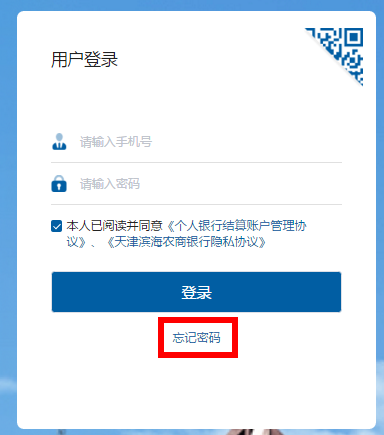 用户登录
请输入手机号
请输入密码
本人已阅读并同意《个人银行结算账户管理协
议》、《天津滨海农商银行隐私协议》
登录
忘记密码